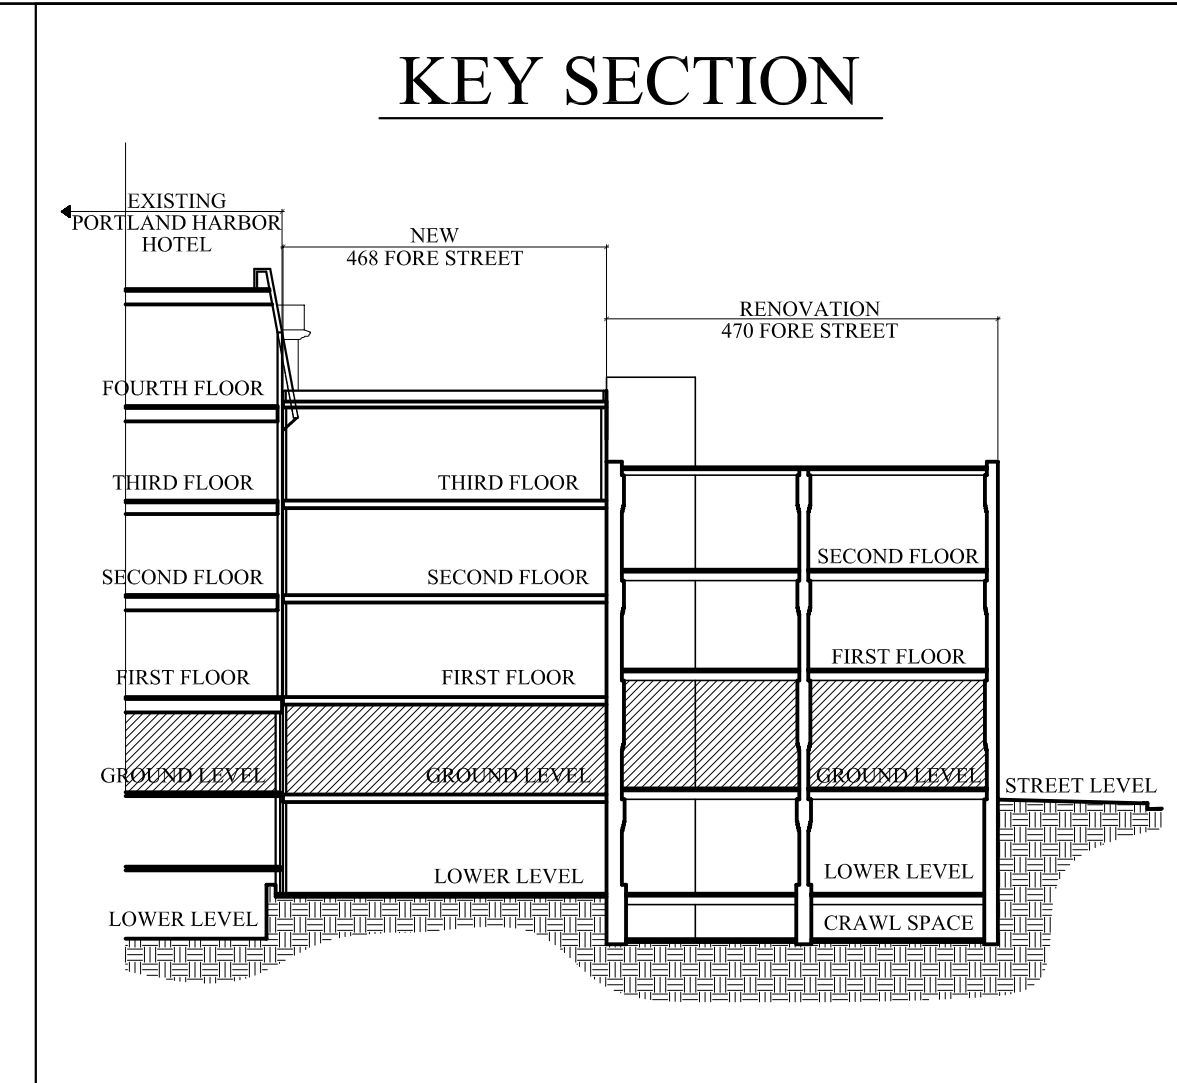 KEY SECTION
EXISTING
PORTLAND HARBOR
HOTEL
NEW
468 FORE STREET
RENOVATION
470 FORE STREET
FOURTH FLOOR
THIRD FLOOR
THIRD FLOOR
SECOND FLOOR
SECOND FLOOR
SECOND FLOOR
FIRST FLOOR
FIRST FLOOR
FIRST FLOOR
GROUND LEVEL
GROUND LEVEL
GROUND LEVEL
STREET LEVEL
LOWER LEVEL
LOWER LEVEL
LOWER LEVEL
CRAWL SPACE